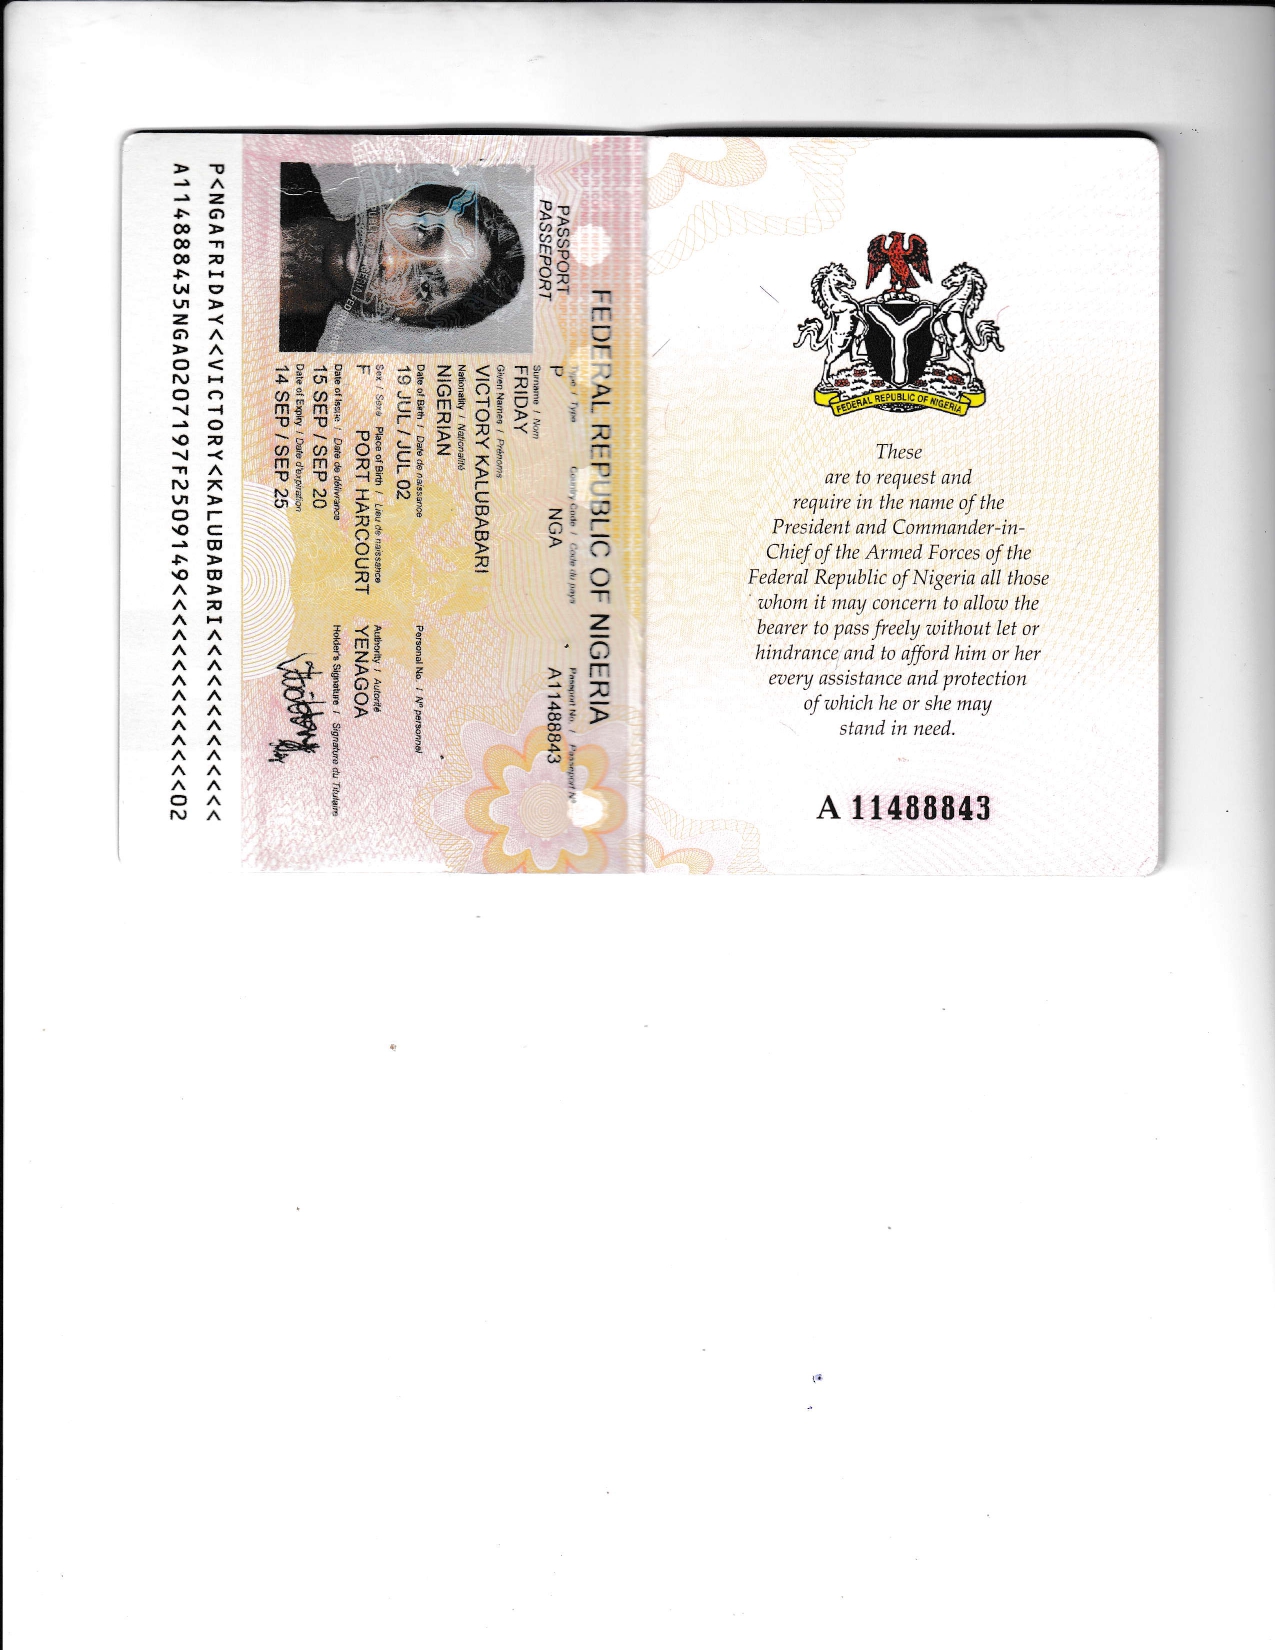 FEDERAL REPUBLIC OF NIGERIA
PASSPORT
PASSEPORT
Type / Type
Country Code / Code du pays
Passport No. / Passeport N°
P
NGA
A11488843
Surname / Nom
FRIDAY
Given Names / Prénoms
VICTORY KALUBABARI
Nationality / Nationalité
NIGERIAN
Date of Birth / Date de naissance
Personal No. / N° personnel
19 JUL / JUL 02
Sex / Sexe
Place of Birth / Lieu de naissance
Authority / Autorité
F
PORT HARCOURT
YENAGOA
Date of Issue / Date de délivrance
Holder's Signature / Signature du Titulaire
15 SEP / SEP 20
Date of Expiry / Date d'expiration
14 SEP / SEP 25
P<NGAFRIDAY<<VICTORY<KALUBABARI<<<<<<<<<<<<<
A114888435NGA0207197F2509149<<<<<<<<<<<<<<02
FEDERAL REPUBLIC OF NIGERIA
These
are to request and
require in the name of the
President and Commander-in-
Chief of the Armed Forces of the
Federal Republic of Nigeria all those
whom it may concern to allow the
bearer to pass freely without let or
hindrance and to afford him or her
every assistance and protection
of which he or she may
stand in need.
A 11488843